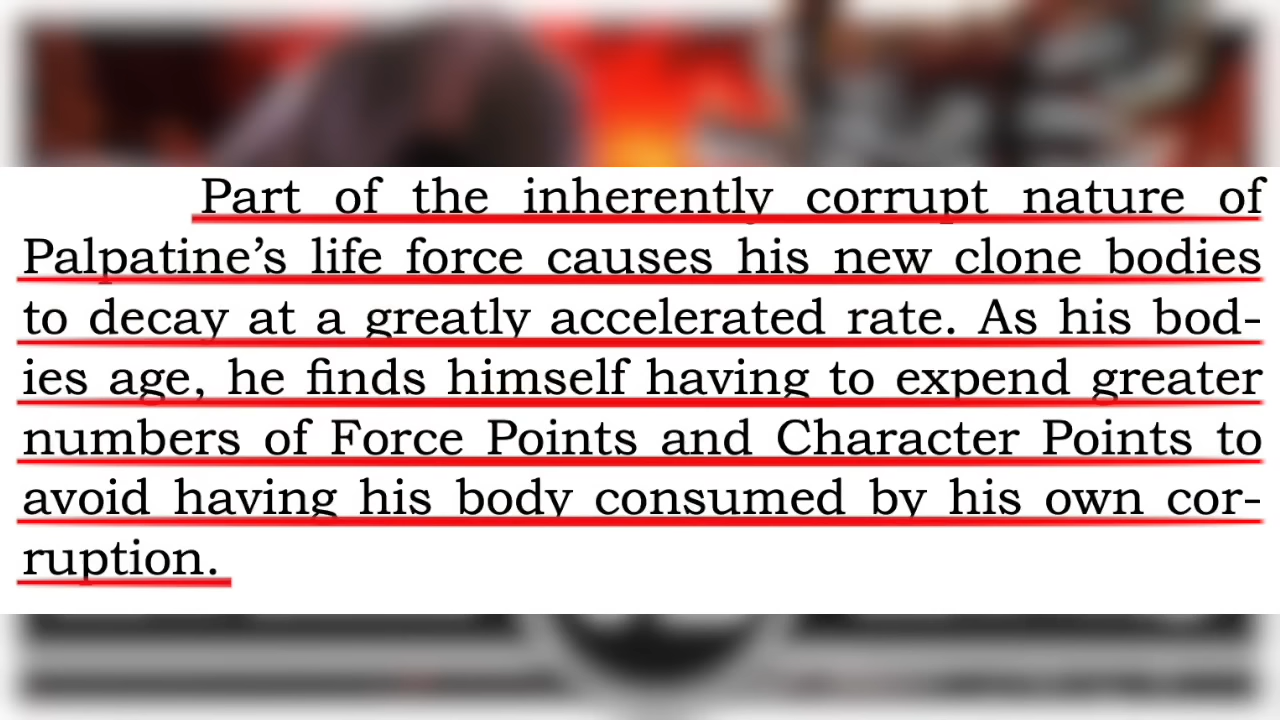 Part of the inherently corrupt nature of
Palpatine’s life force causes his new clone bodies
to decay at a greatly accelerated rate. As his bod-
ies age, he finds himself having to expend greater
numbers of Force Points and Character Points to
avoid having his body consumed by his own cor-
ruption.